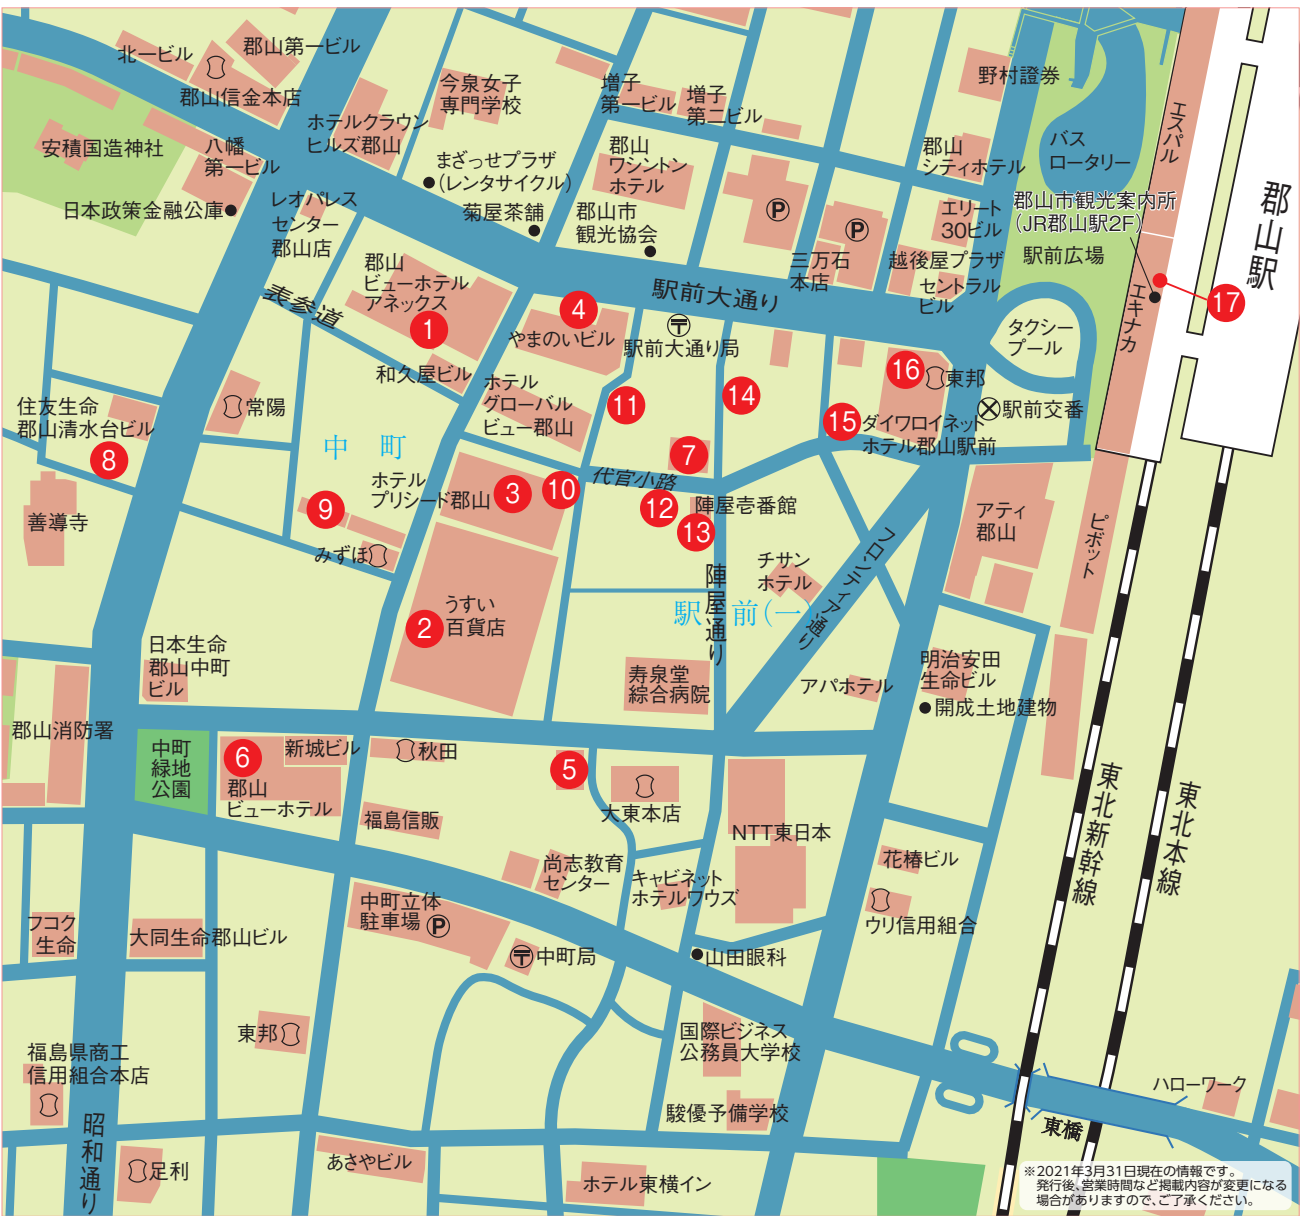 北一ビル
郡山第一ビル
郡山信金本店
今泉女子
専門学校
増子
第一ビル
増子
第二ビル
野村證券
エスパル
安積国造神社
八幡
第一ビル
ホテルクラウン
ヒルズ郡山
まざっせプラザ
(レンタサイクル)
郡山
ワシントン
ホテル
郡山
シティホテル
バス
ロータリー
日本政策金融公庫
レオパレス
センター
郡山店
菊屋茶舗
郡山市
観光協会
P
P
エリート
30ビル
郡山市観光案内所
(JR郡山駅2F)
郡山駅
郡山
ビューホテル
アネックス
三万石
本店
越後屋プラザ
セントラル
ビル
駅前広場
エキナカ
17
表参道
1
4
やまのいビル
駅前大通り
〒
駅前大通り局
タクシー
プール
和久屋ビル
ホテル
グローバル
ビュー郡山
11
14
16
東邦
駅前交番
15
ダイワロイネット
ホテル郡山駅前
住友生命
郡山清水台ビル
8
常陽
中町
7
代官小路
ホテル
プリシード郡山
3
10
12
陣屋壱番館
13
9
みずほ
善導寺
アティ
郡山
ピボット
フロンティア通り
チサン
ホテル
陣屋通り
駅前(一)
うすい
百貨店
2
日本生命
郡山中町
ビル
寿泉堂
綜合病院
アパホテル
明治安田
生命ビル
開成土地建物
郡山消防署
中町
緑地
公園
6
新城ビル
郡山
ビューホテル
秋田
5
大東本店
福島信販
NTT東日本
東北新幹線
東北本線
尚志教育
センター
キャビネット
ホテルワウズ
花椿ビル
ウリ信用組合
中町立体
駐車場
P
〒
中町局
山田眼科
フコク
生命
大同生命郡山ビル
東邦
国際ビジネス
公務員大学校
福島県商工
信用組合本店
駿優予備学校
ハローワーク
東橋
昭和通り
足利
あさやビル
ホテル東横イン
※2021年3月31日現在の情報です。
発行後、営業時間など掲載内容が変更になる
場合がありますので、ご了承ください。